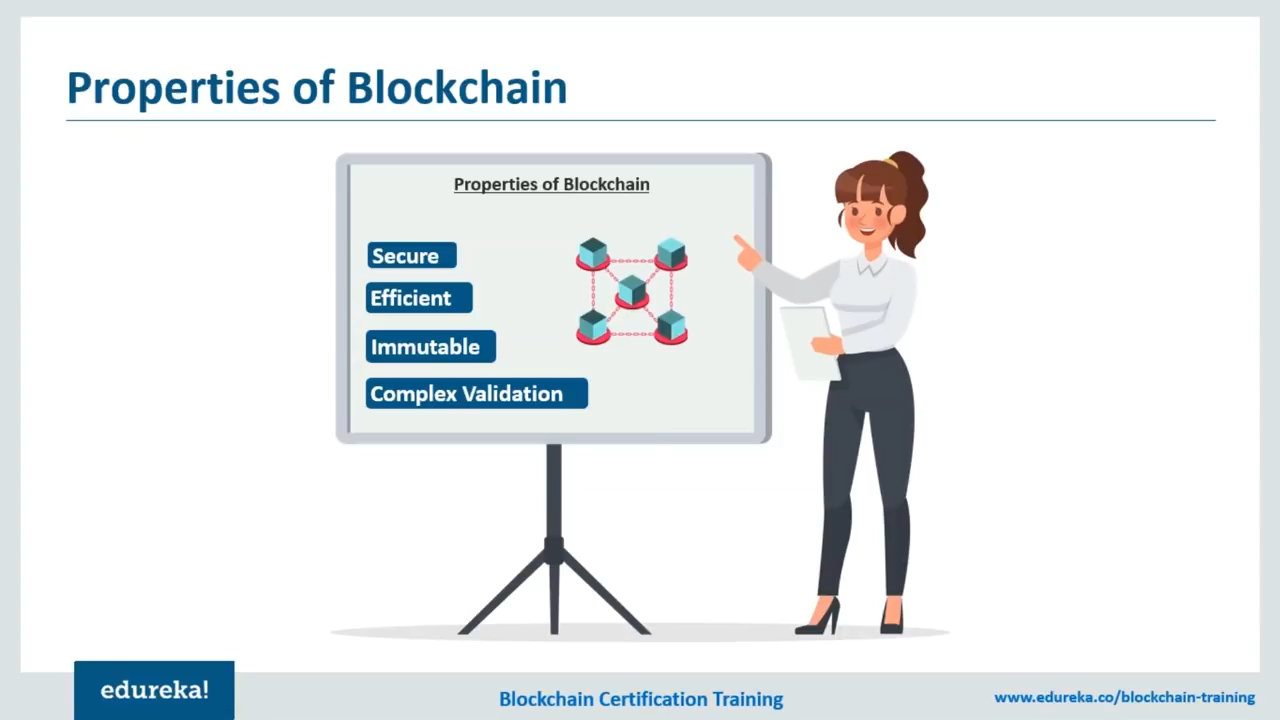 Properties of Blockchain
Properties of Blockchain
Secure
Efficient
Immutable
Complex Validation
edureka!
Blockchain Certification Training
www.edureka.co/blockchain-training